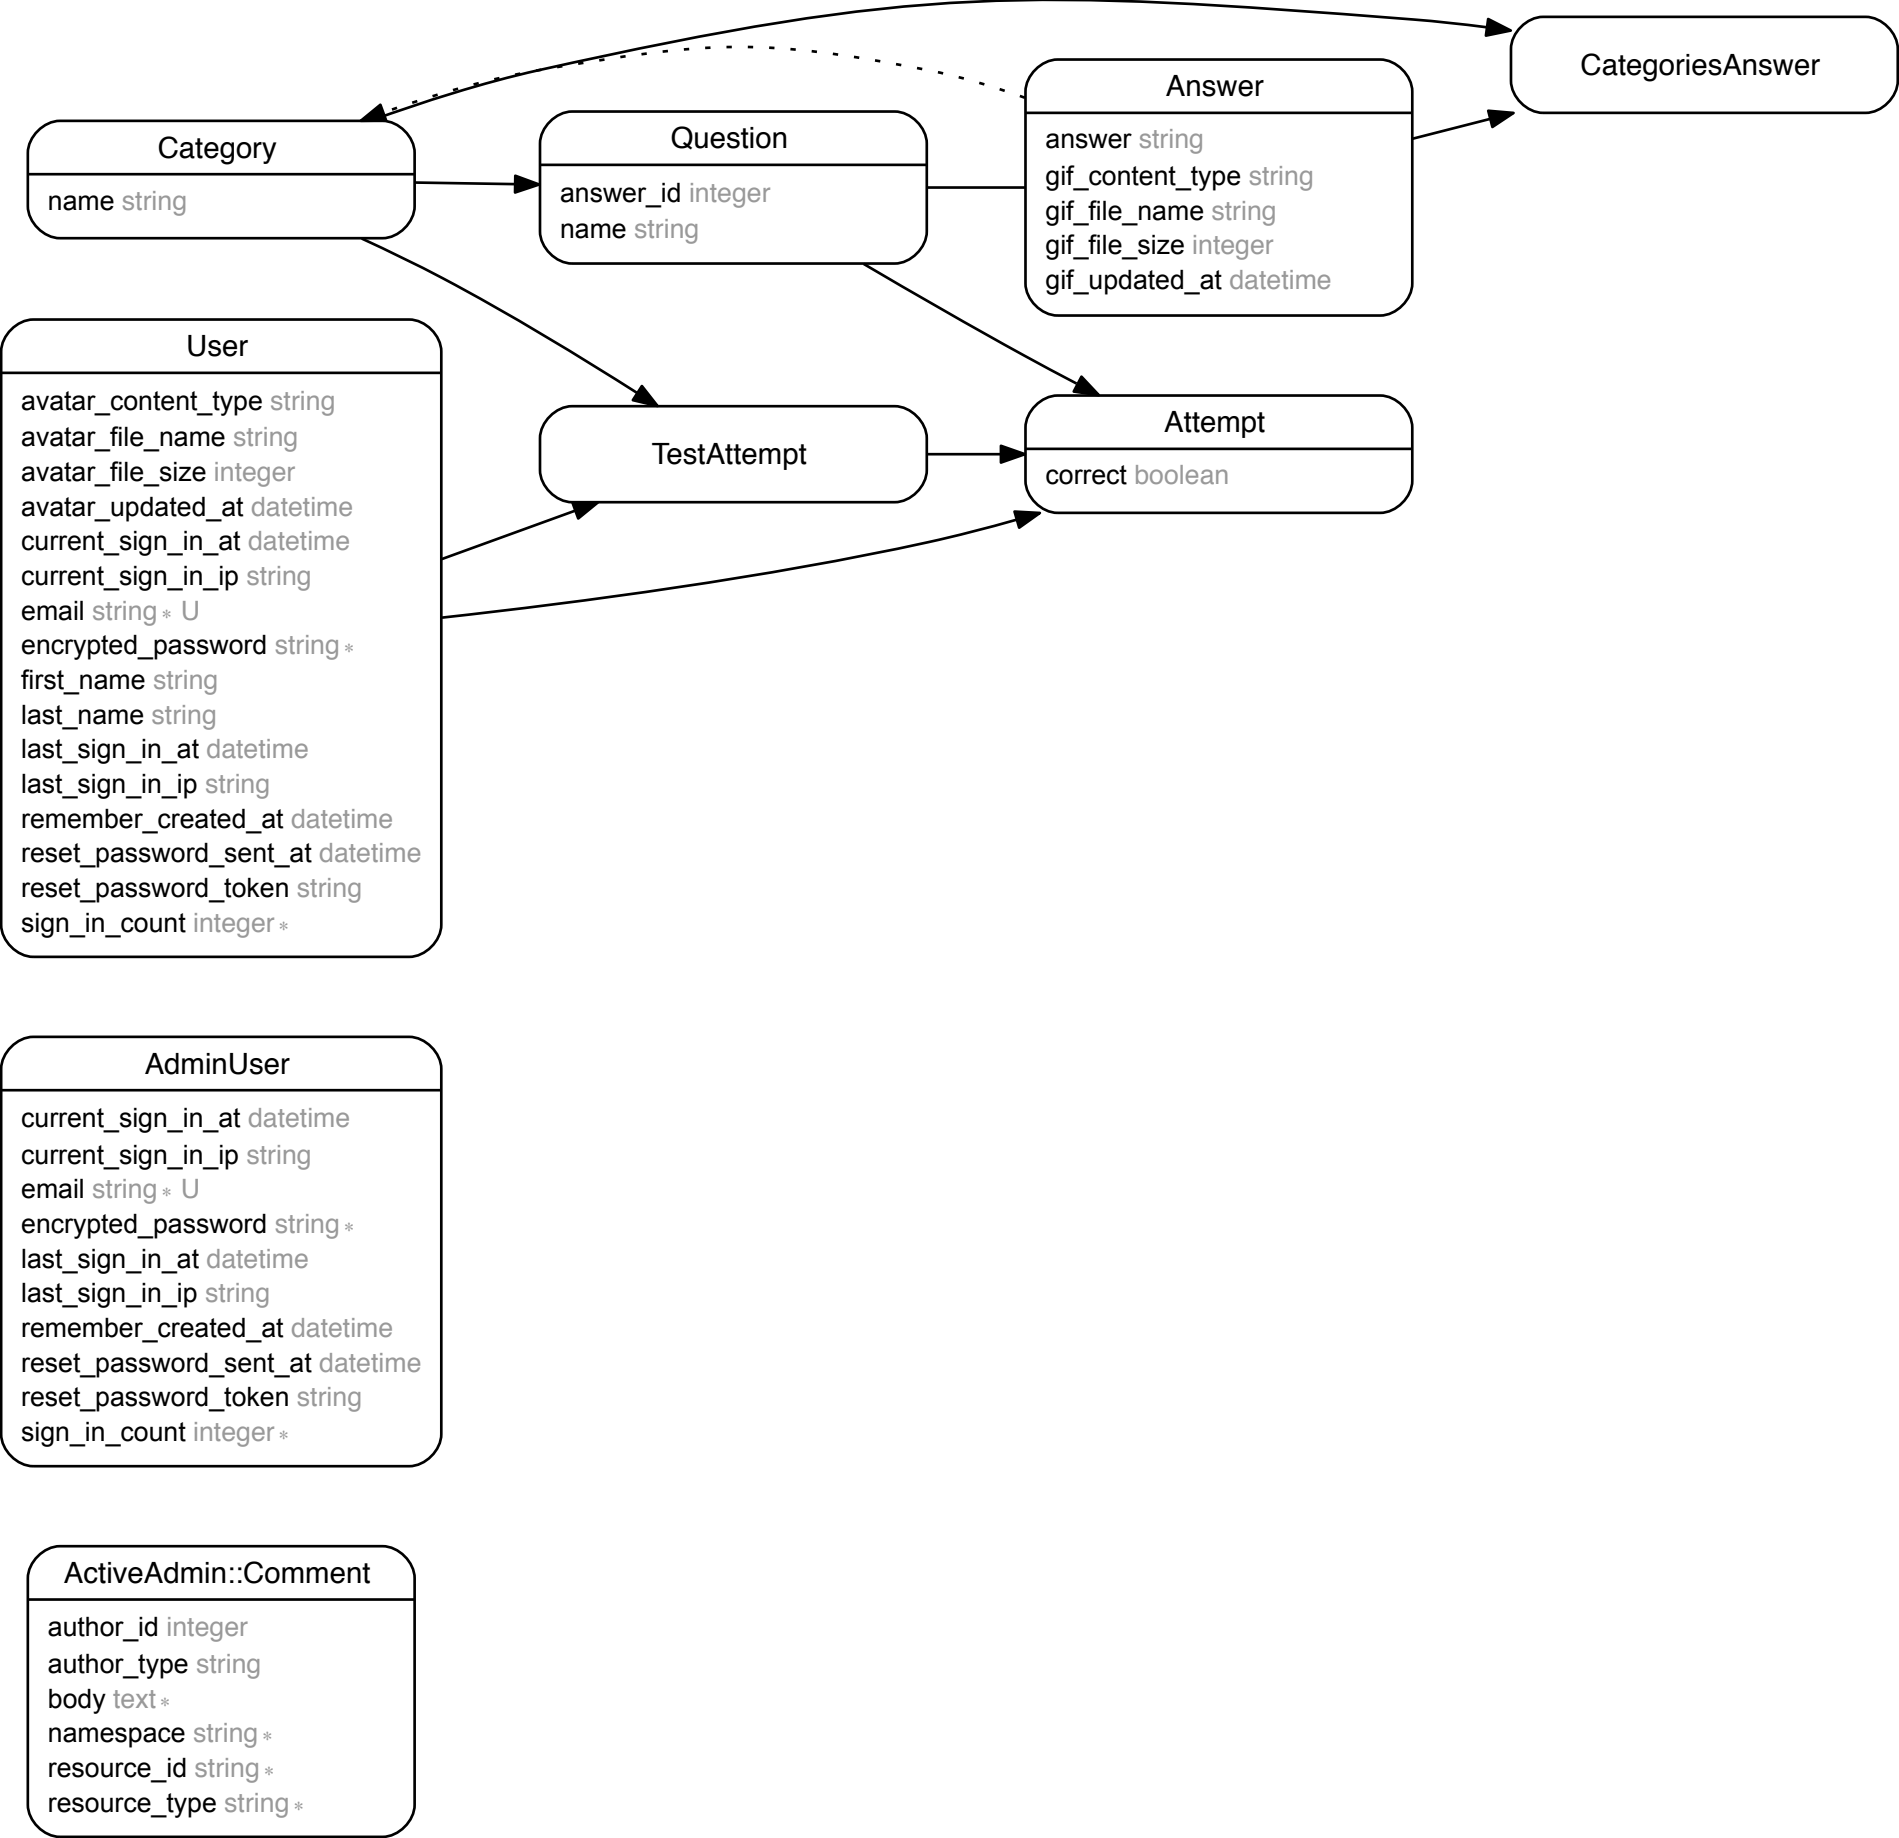 CategoriesAnswer
Answer
answer string
gif_content_type string
gif_file_name string
gif_file_size integer
gif_updated_at datetime
Category
name string
Question
answer_id integer
name string
User
avatar_content_type string
avatar_file_name string
avatar_file_size integer
avatar_updated_at datetime
current_sign_in_at datetime
current_sign_in_ip string
email string* U
encrypted_password string*
first_name string
last_name string
last_sign_in_at datetime
last_sign_in_ip string
remember_created_at datetime
reset_password_sent_at datetime
reset_password_token string
sign_in_count integer*
TestAttempt
Attempt
correct boolean
AdminUser
current_sign_in_at datetime
current_sign_in_ip string
email string* U
encrypted_password string*
last_sign_in_at datetime
last_sign_in_ip string
remember_created_at datetime
reset_password_sent_at datetime
reset_password_token string
sign_in_count integer*
ActiveAdmin::Comment
author_id integer
author_type string
body text*
namespace string*
resource_id string*
resource_type string*